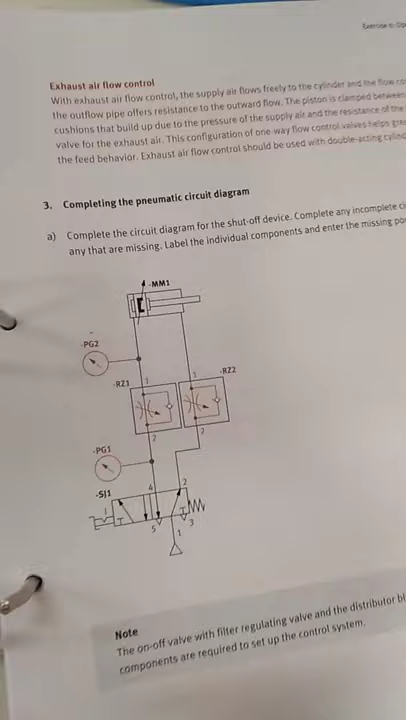 Exercise 6:
Exhaust air flow control
With exhaust air flow control, the supply air flows freely to the cylinder and the flow
the outflow pipe offers resistance to the outward flow. The piston is clamped between
cushions that build up due to the pressure of the supply air and the resistance of the
valve for the exhaust air. This configuration of one-way flow control valves helps
the feed behavior. Exhaust air flow control should be used with double-acting
3. Completing the pneumatic circuit diagram
a) Complete the circuit diagram for the shut-off device. Complete any incomplete
any that are missing. Label the individual components and enter the missing
-MM1
-PG2
-RZ1
1
1
-RZ2
2
2
-PG1
-SJ1
4
2
5
3
1
Note
The on-off valve with filter regulating valve and the distributor
components are required to set up the control system.